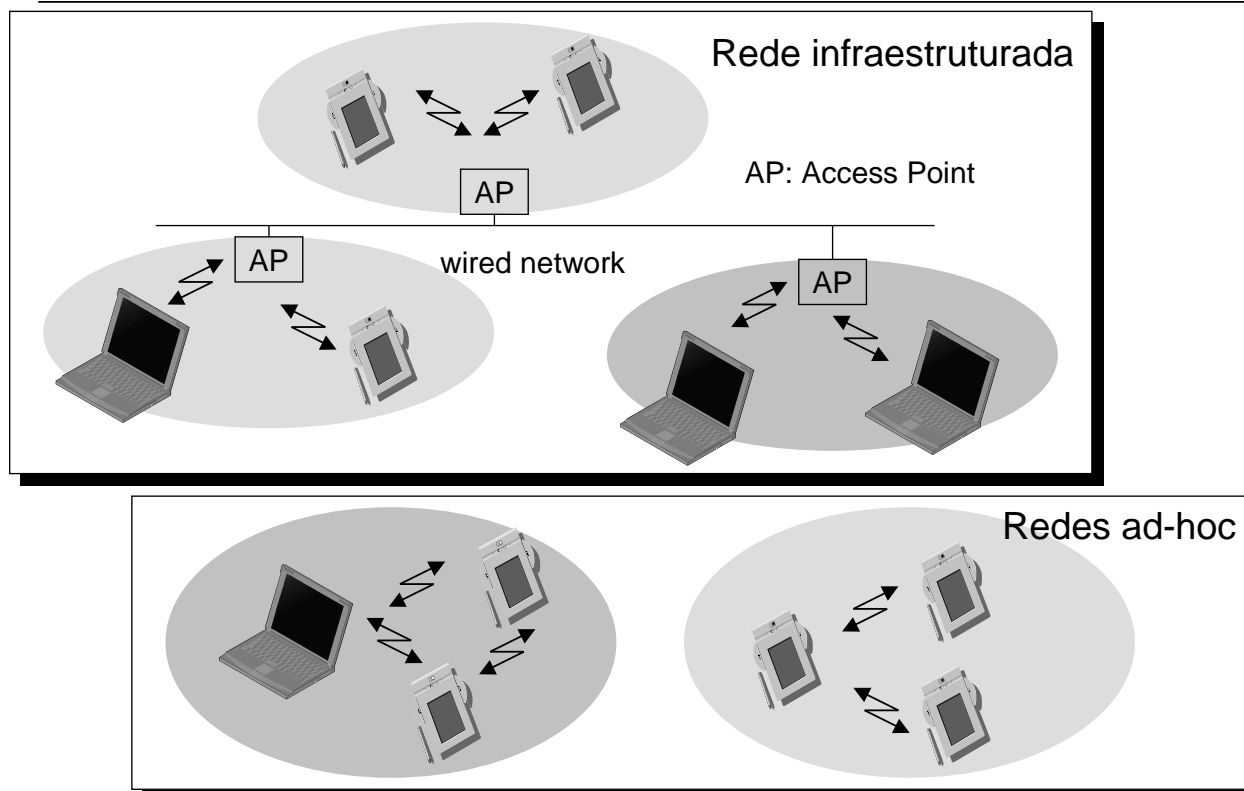 Rede infraestruturada
AP: Access Point
AP
wired network
AP
AP
Redes ad-hoc